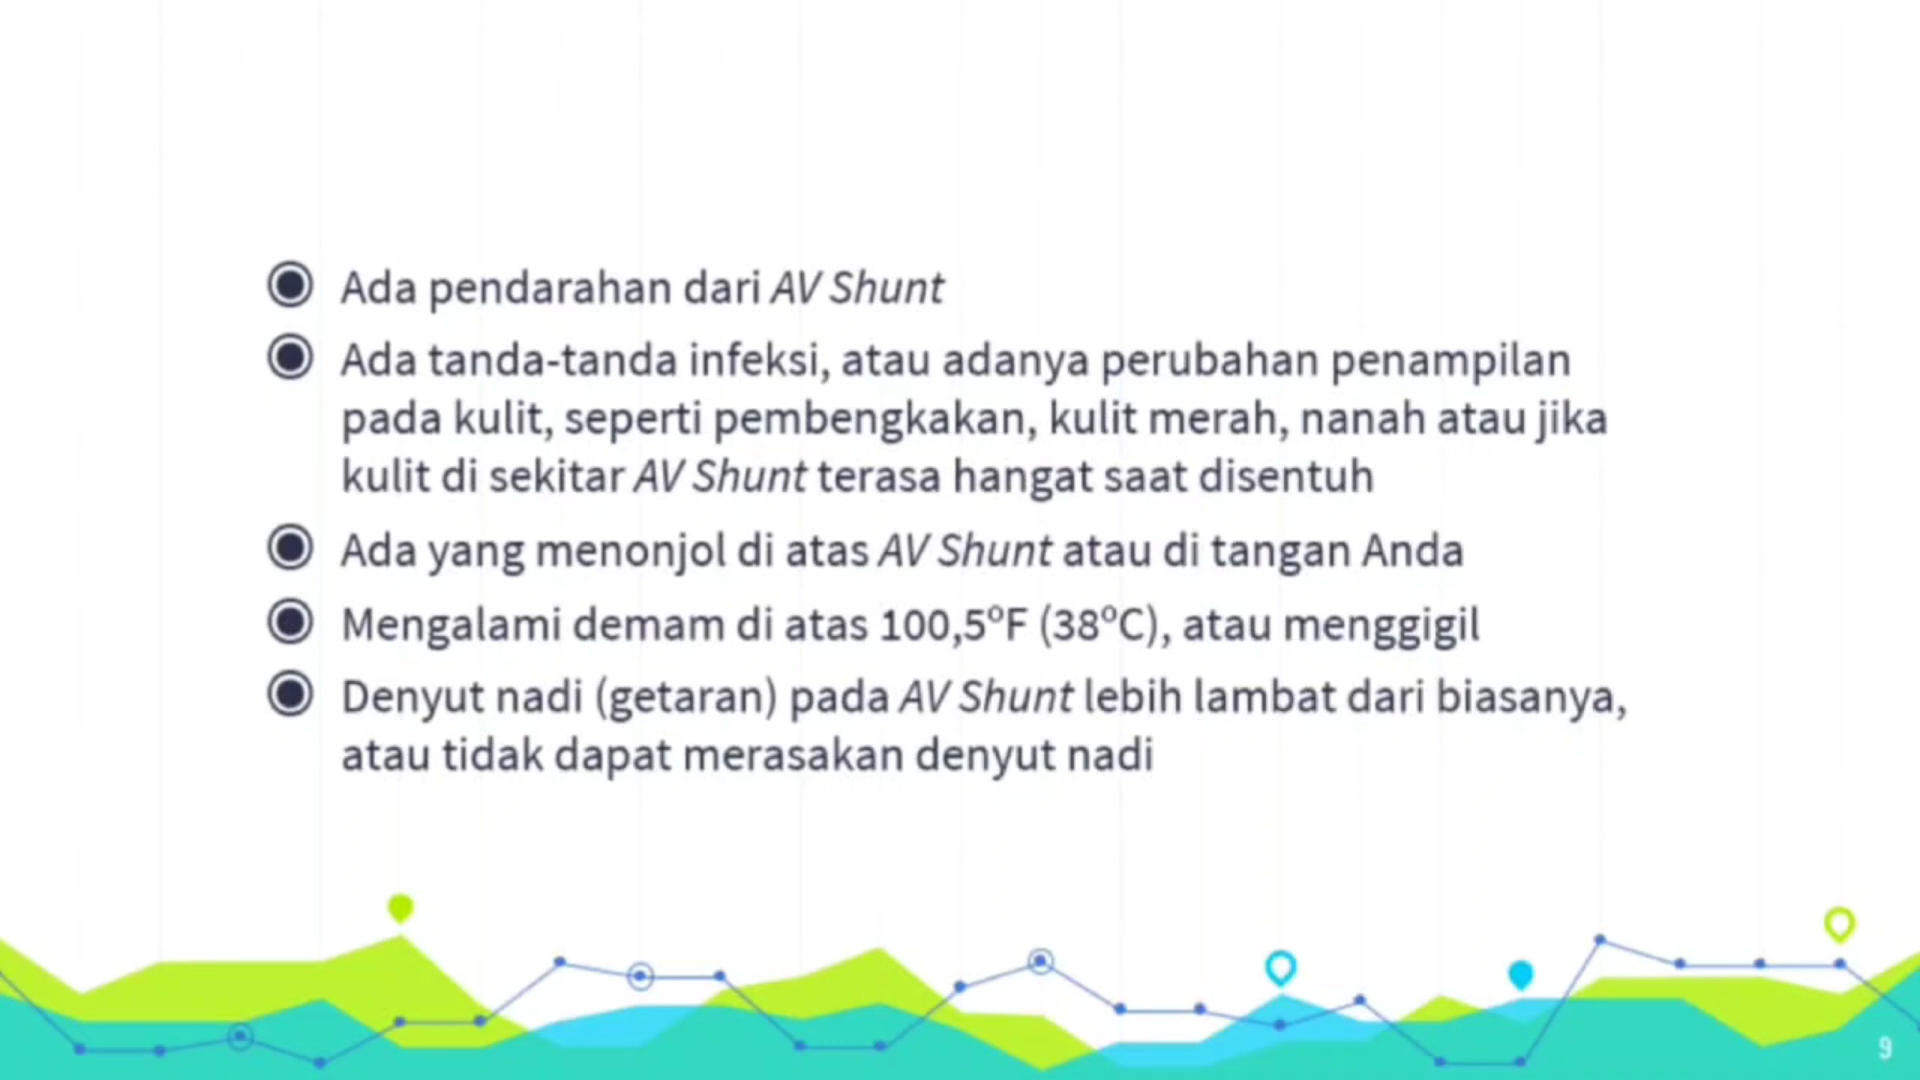 Ada pendarahan dari AV Shunt
Ada tanda-tanda infeksi, atau adanya perubahan penampilan
pada kulit, seperti pembengkakan, kulit merah, nanah atau jika
kulit di sekitar AV Shunt terasa hangat saat disentuh
Ada yang menonjol di atas AV Shunt atau di tangan Anda
Mengalami demam di atas 100,5ºF (38ºC), atau menggigil
Denyut nadi (getaran) pada AV Shunt lebih lambat dari biasanya,
atau tidak dapat merasakan denyut nadi
9